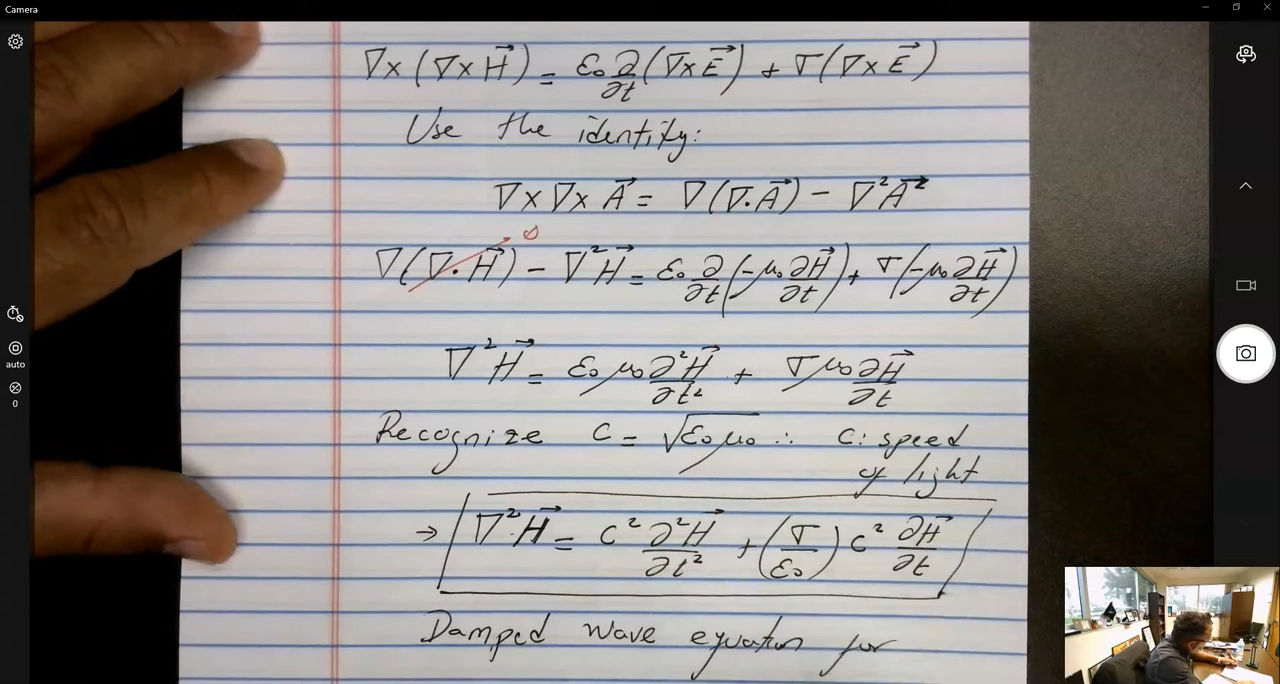 Camera
∇×(∇×H⃗) = ε₀ ∂/∂t (∇×E⃗) + σ(∇×E⃗)
Use the identity:
∇×∇×A⃗ = ∇(∇·A⃗) − ∇²A⃗²
0
∇(∇·H⃗) − ∇²H⃗ = ε₀ ∂/∂t (−μ₀ ∂H⃗/∂t) + σ(−μ₀ ∂H⃗/∂t)
∇²H⃗ = ε₀μ₀ ∂²H⃗/∂t² + σμ₀ ∂H⃗/∂t
Recognize C = √ε₀μ₀ ∴ C: speed
of light
→ ∇²H⃗ = C² ∂²H⃗/∂t² + (σ/ε₀) C² ∂H⃗/∂t
Damped wave equation for
auto
0